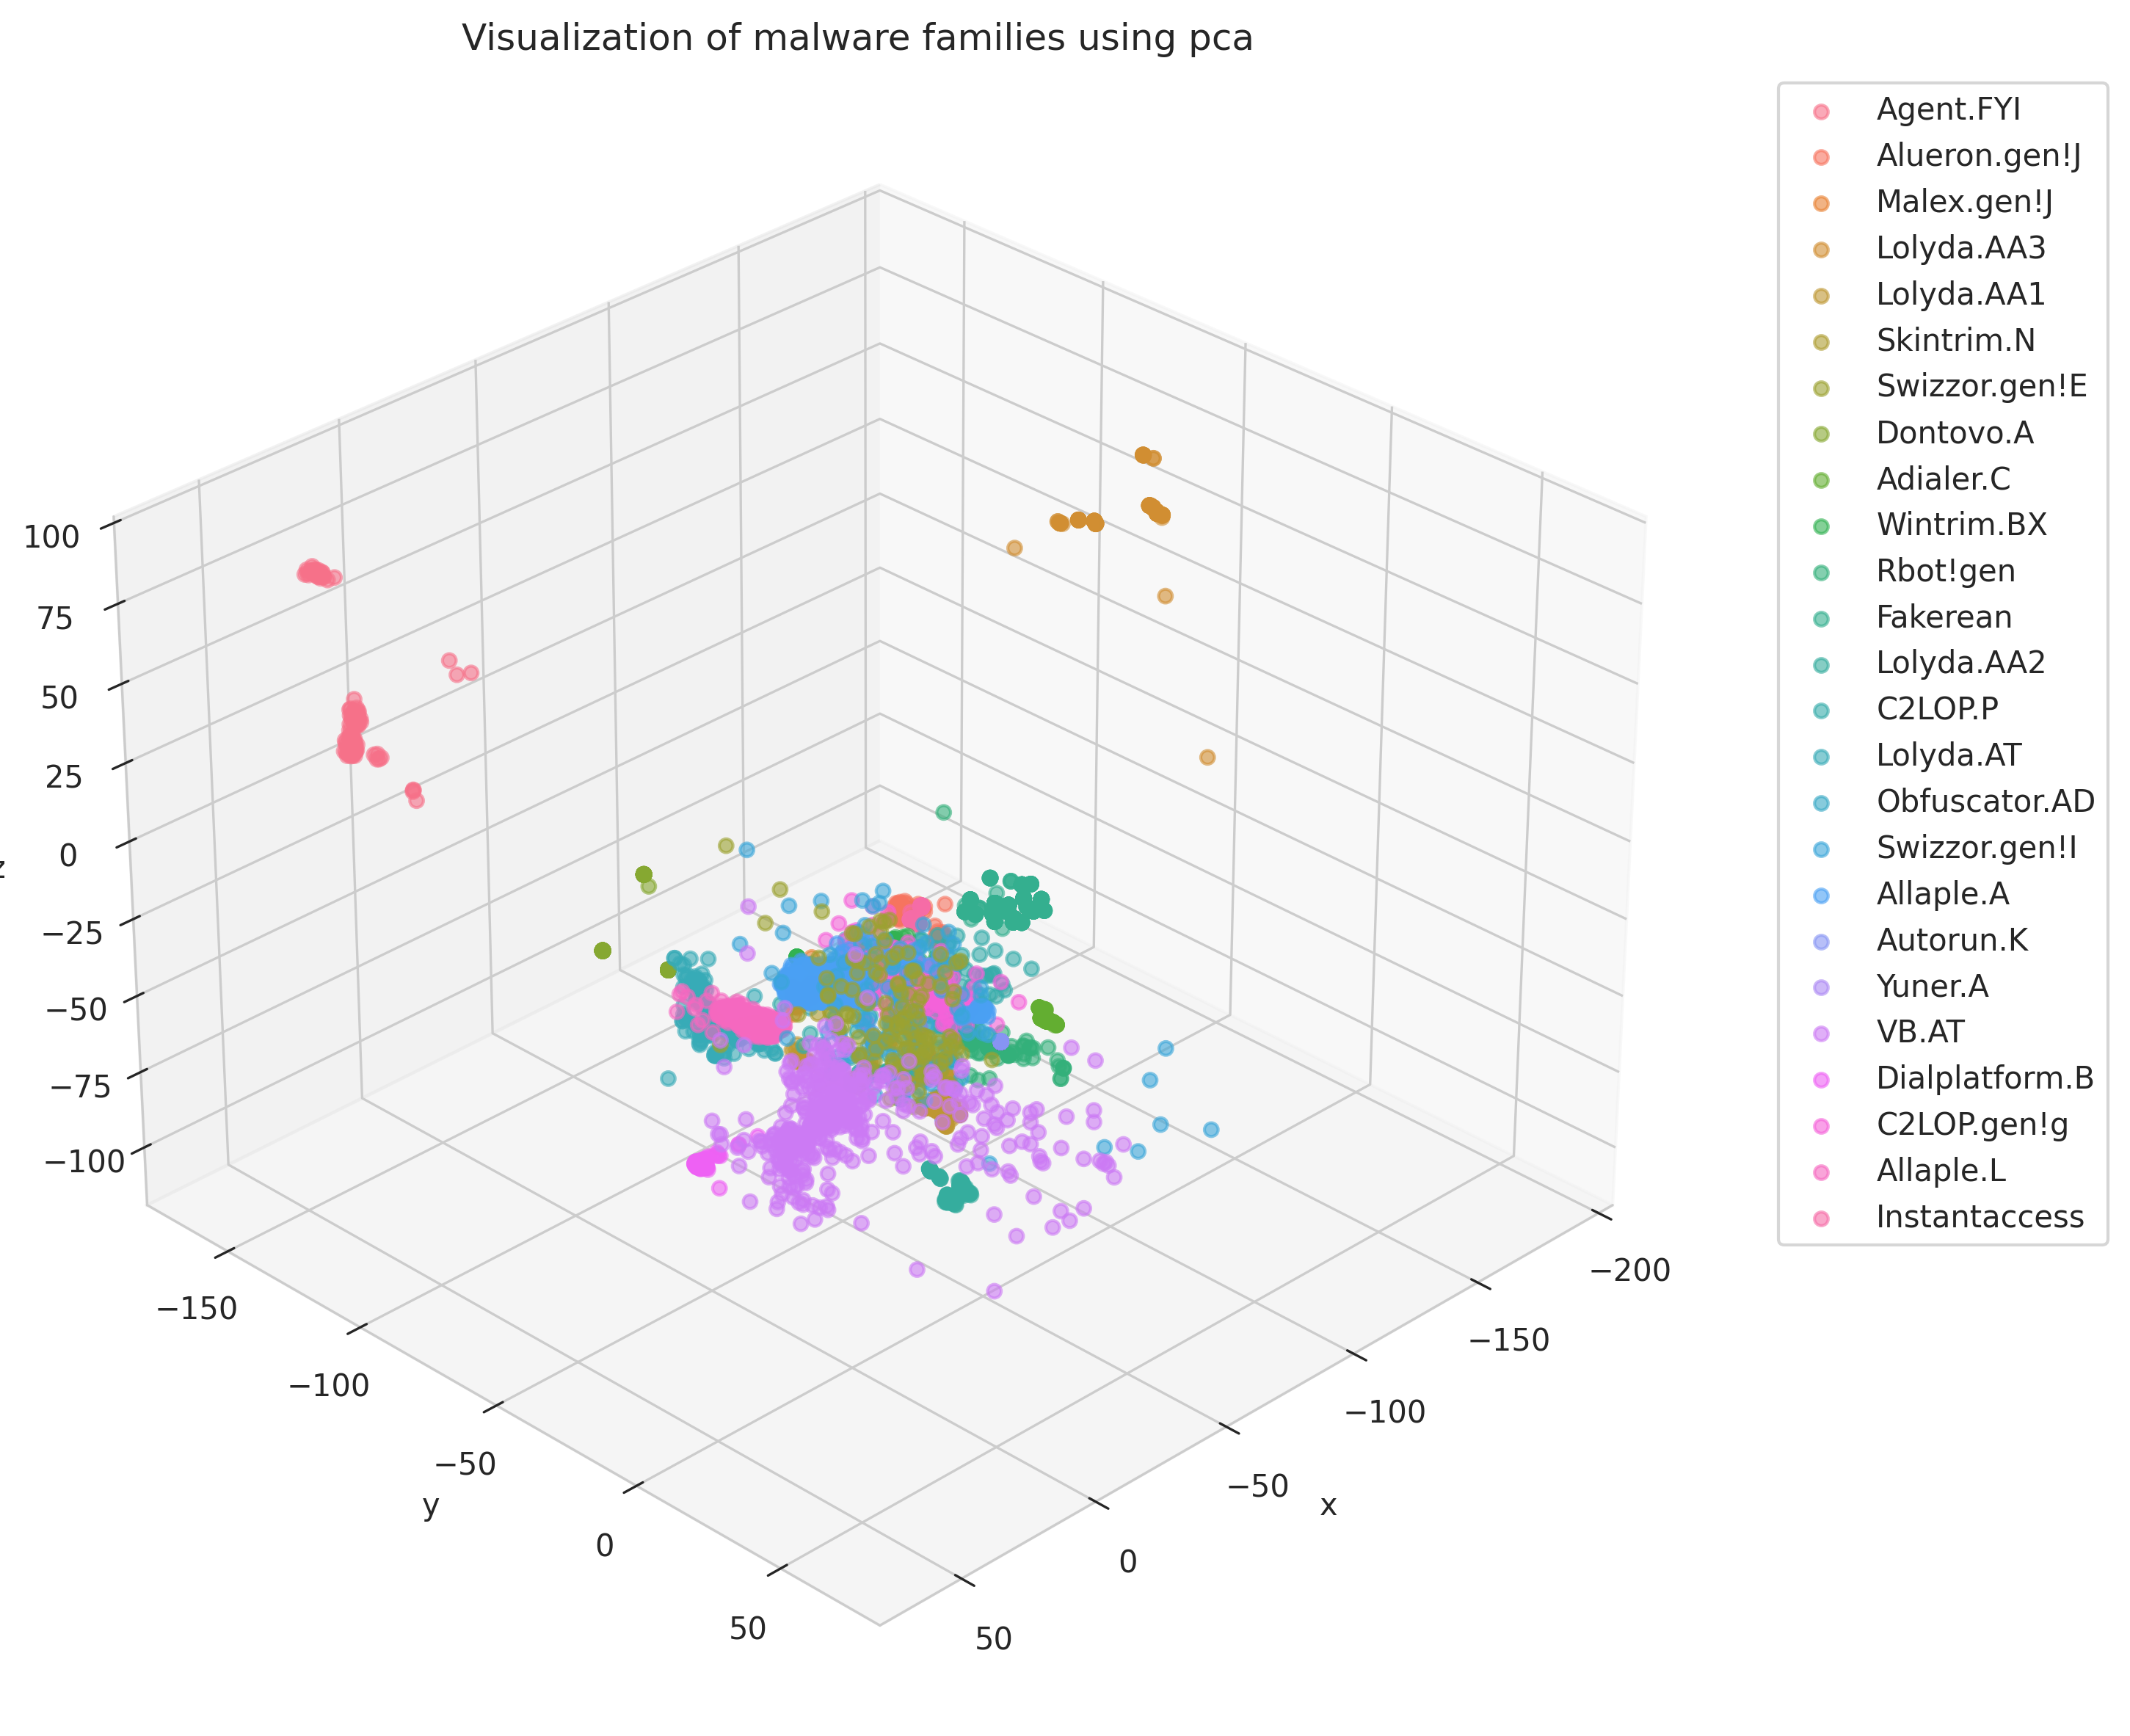 Visualization of malware families using pca
Agent.FYI
Alueron.gen!J
Malex.gen!J
Lolyda.AA3
Lolyda.AA1
Skintrim.N
Swizzor.gen!E
Dontovo.A
Adialer.C
Wintrim.BX
Rbot!gen
Fakerean
Lolyda.AA2
C2LOP.P
Lolyda.AT
Obfuscator.AD
Swizzor.gen!I
Allaple.A
Autorun.K
Yuner.A
VB.AT
Dialplatform.B
C2LOP.gen!g
Allaple.L
Instantaccess
100
75
50
25
0
−25
−50
−75
−100
z
−150
−100
−50
0
50
y
−200
−150
−100
−50
0
50
x